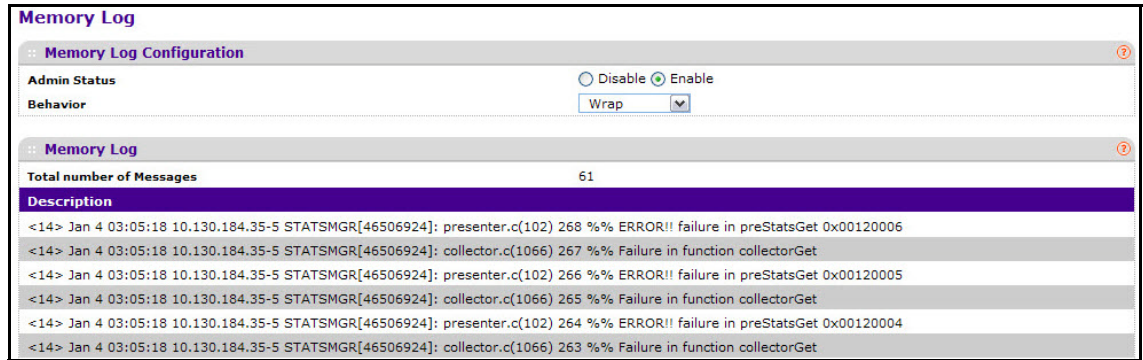 Memory Log
Memory Log Configuration
Admin Status Disable Enable
Behavior Wrap
Memory Log
Total number of Messages 61
Description
<14> Jan 4 03:05:18 10.130.184.35-5 STATSMGR[46506924]: presenter.c(102) 268 %% ERROR!! failure in preStatsGet 0x00120006
<14> Jan 4 03:05:18 10.130.184.35-5 STATSMGR[46506924]: collector.c(1066) 267 %% Failure in function collectorGet
<14> Jan 4 03:05:18 10.130.184.35-5 STATSMGR[46506924]: presenter.c(102) 266 %% ERROR!! failure in preStatsGet 0x00120005
<14> Jan 4 03:05:18 10.130.184.35-5 STATSMGR[46506924]: collector.c(1066) 265 %% Failure in function collectorGet
<14> Jan 4 03:05:18 10.130.184.35-5 STATSMGR[46506924]: presenter.c(102) 264 %% ERROR!! failure in preStatsGet 0x00120004
<14> Jan 4 03:05:18 10.130.184.35-5 STATSMGR[46506924]: collector.c(1066) 263 %% Failure in function collectorGet